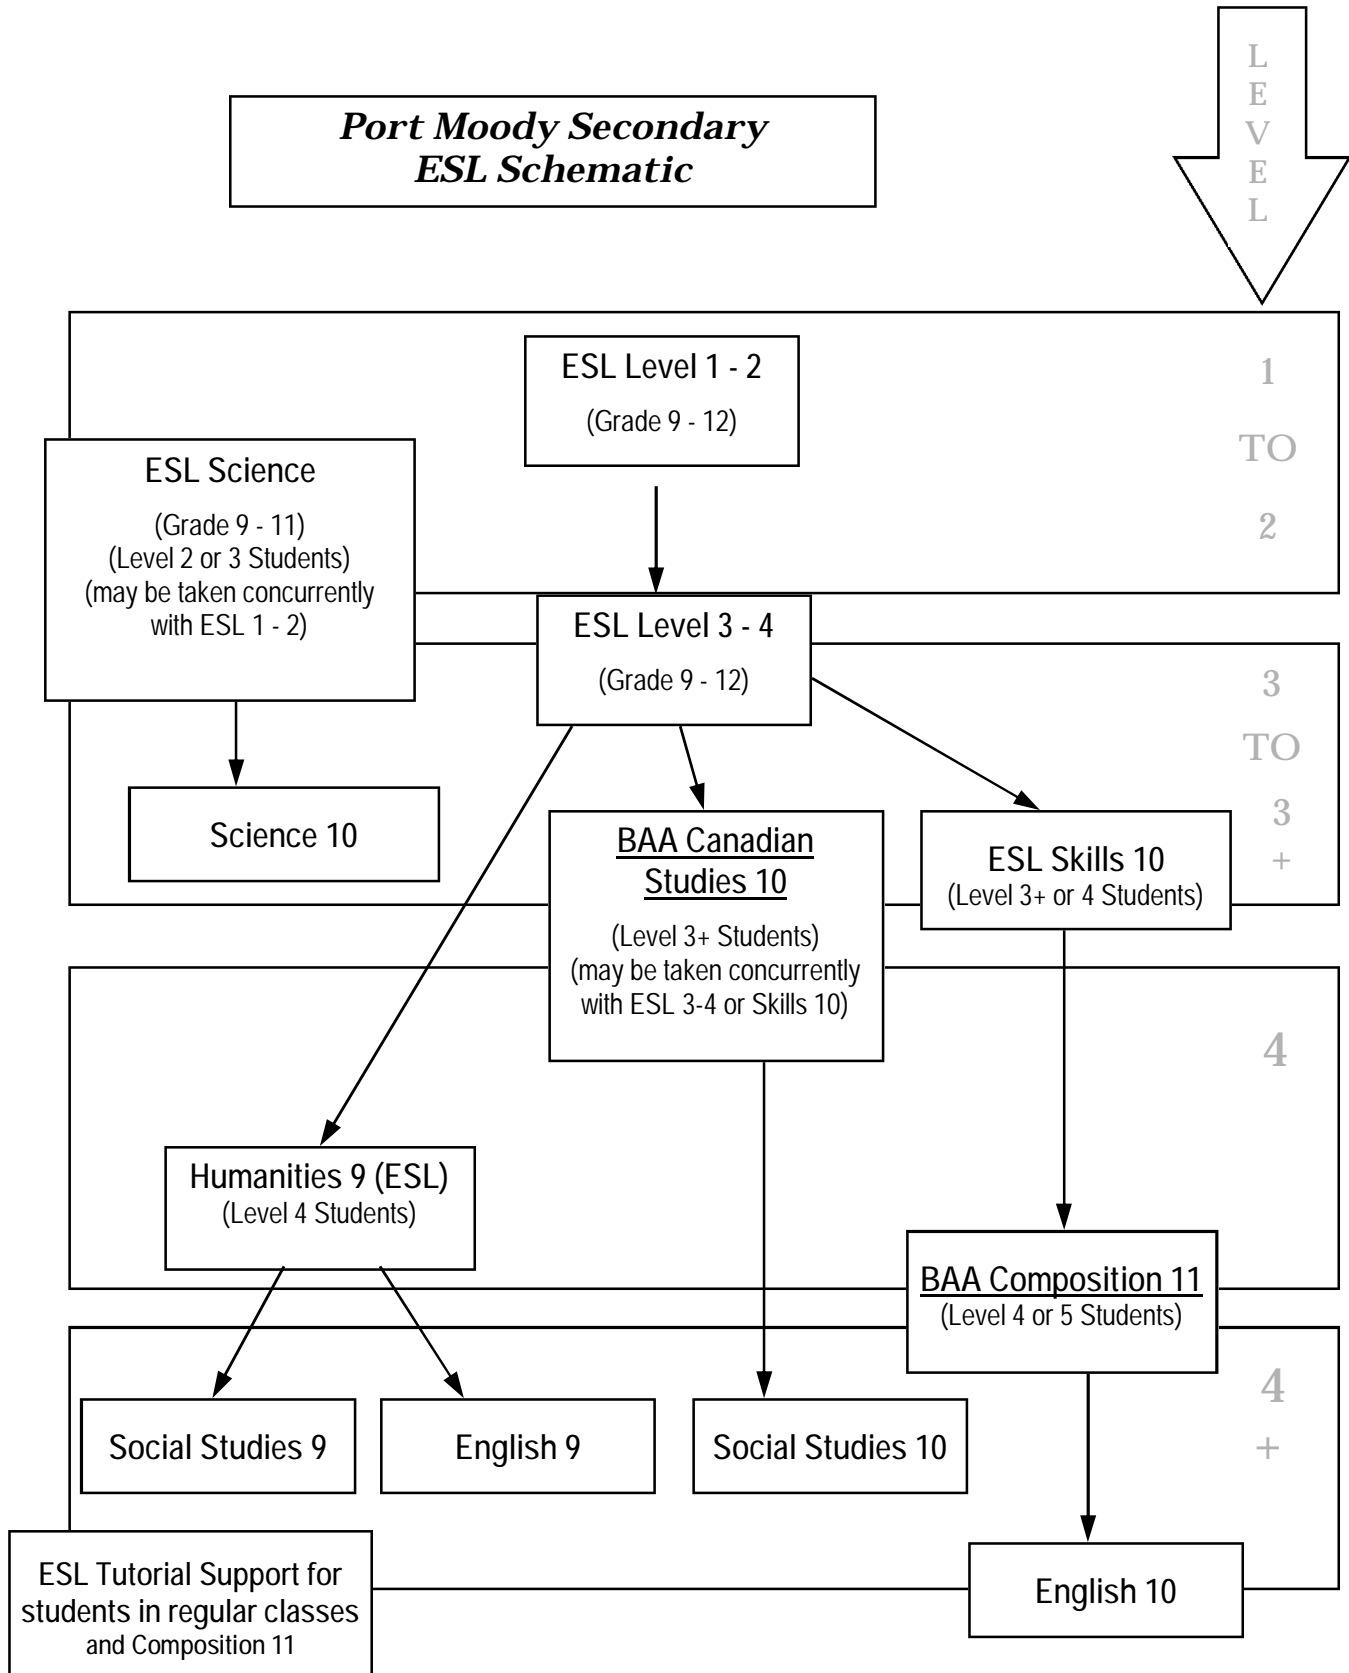 Port Moody Secondary
ESL Schematic
L
E
V
E
L
ESL Level 1 - 2
(Grade 9 - 12)
1
TO
2
ESL Science
(Grade 9 - 11)
(Level 2 or 3 Students)
(may be taken concurrently
with ESL 1 - 2)
ESL Level 3 - 4
(Grade 9 - 12)
3
TO
3
+
Science 10
BAA Canadian
Studies 10
(Level 3+ Students)
(may be taken concurrently
with ESL 3-4 or Skills 10)
ESL Skills 10
(Level 3+ or 4 Students)
4
Humanities 9 (ESL)
(Level 4 Students)
BAA Composition 11
(Level 4 or 5 Students)
4
+
Social Studies 9
English 9
Social Studies 10
English 10
ESL Tutorial Support for
students in regular classes
and Composition 11